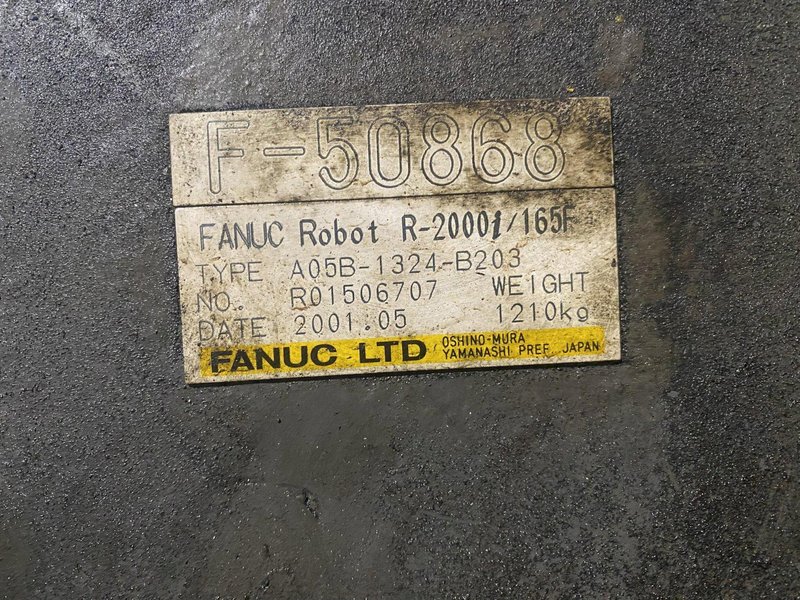 F-50868
FANUC Robot R-2000i/165F
TYPE A05B-1324-B203
NO. R01506707 WEIGHT
DATE 2001.05 1210kg
FANUC LTD OSHINO-MURA
YAMANASHI PREF. JAPAN